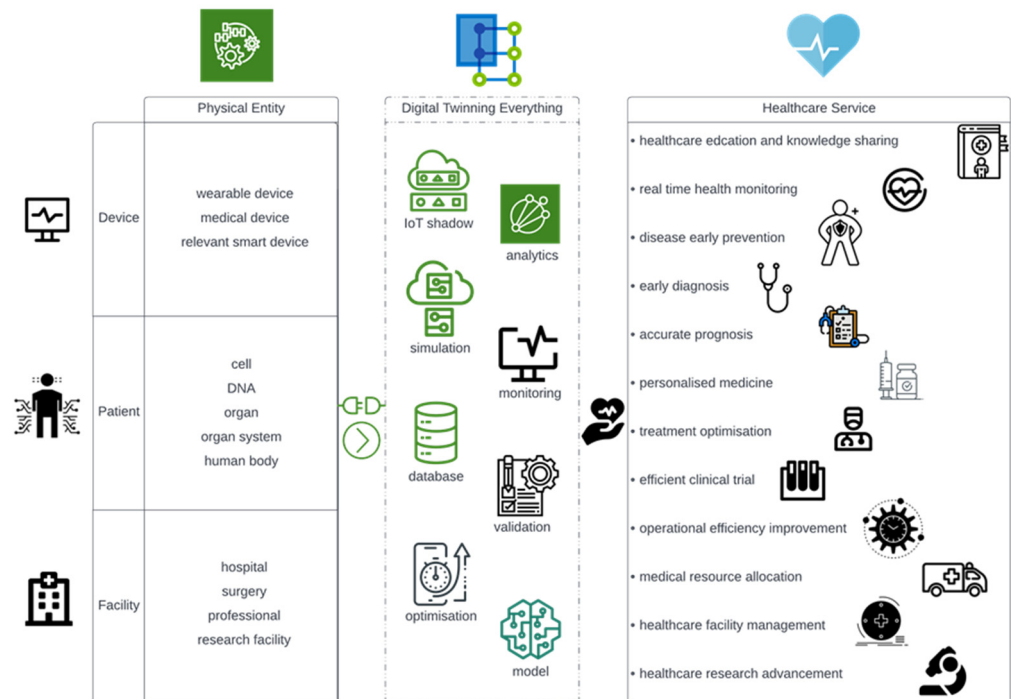 Physical Entity
Digital Twinning Everything
Healthcare Service
Device
wearable device
medical device
relevant smart device
Patient
cell
DNA
organ
organ system
human body
Facility
hospital
surgery
professional
research facility
IoT shadow
analytics
simulation
monitoring
database
validation
optimisation
model
• healthcare edcation and knowledge sharing
• real time health monitoring
• disease early prevention
• early diagnosis
• accurate prognosis
• personalised medicine
• treatment optimisation
• efficient clinical trial
• operational efficiency improvement
• medical resource allocation
• healthcare facility management
• healthcare research advancement